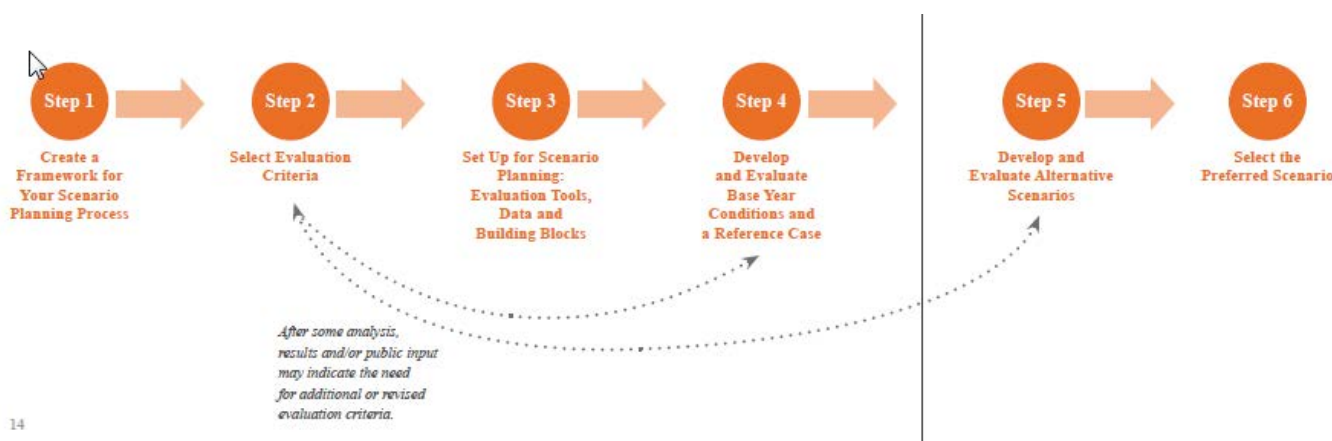 Step 1
Create a
Framework for
Your Scenario
Planning Process
Step 2
Select Evaluation
Criteria
Step 3
Set Up for Scenario
Planning:
Evaluation Tools,
Data and
Building Blocks
Step 4
Develop
and Evaluate
Base Year
Conditions and
a Reference Case
Step 5
Develop and
Evaluate Alternative
Scenarios
Step 6
Select the
Preferred Scenario
After some analysis,
results and/or public input
may indicate the need
for additional or revised
evaluation criteria.
14